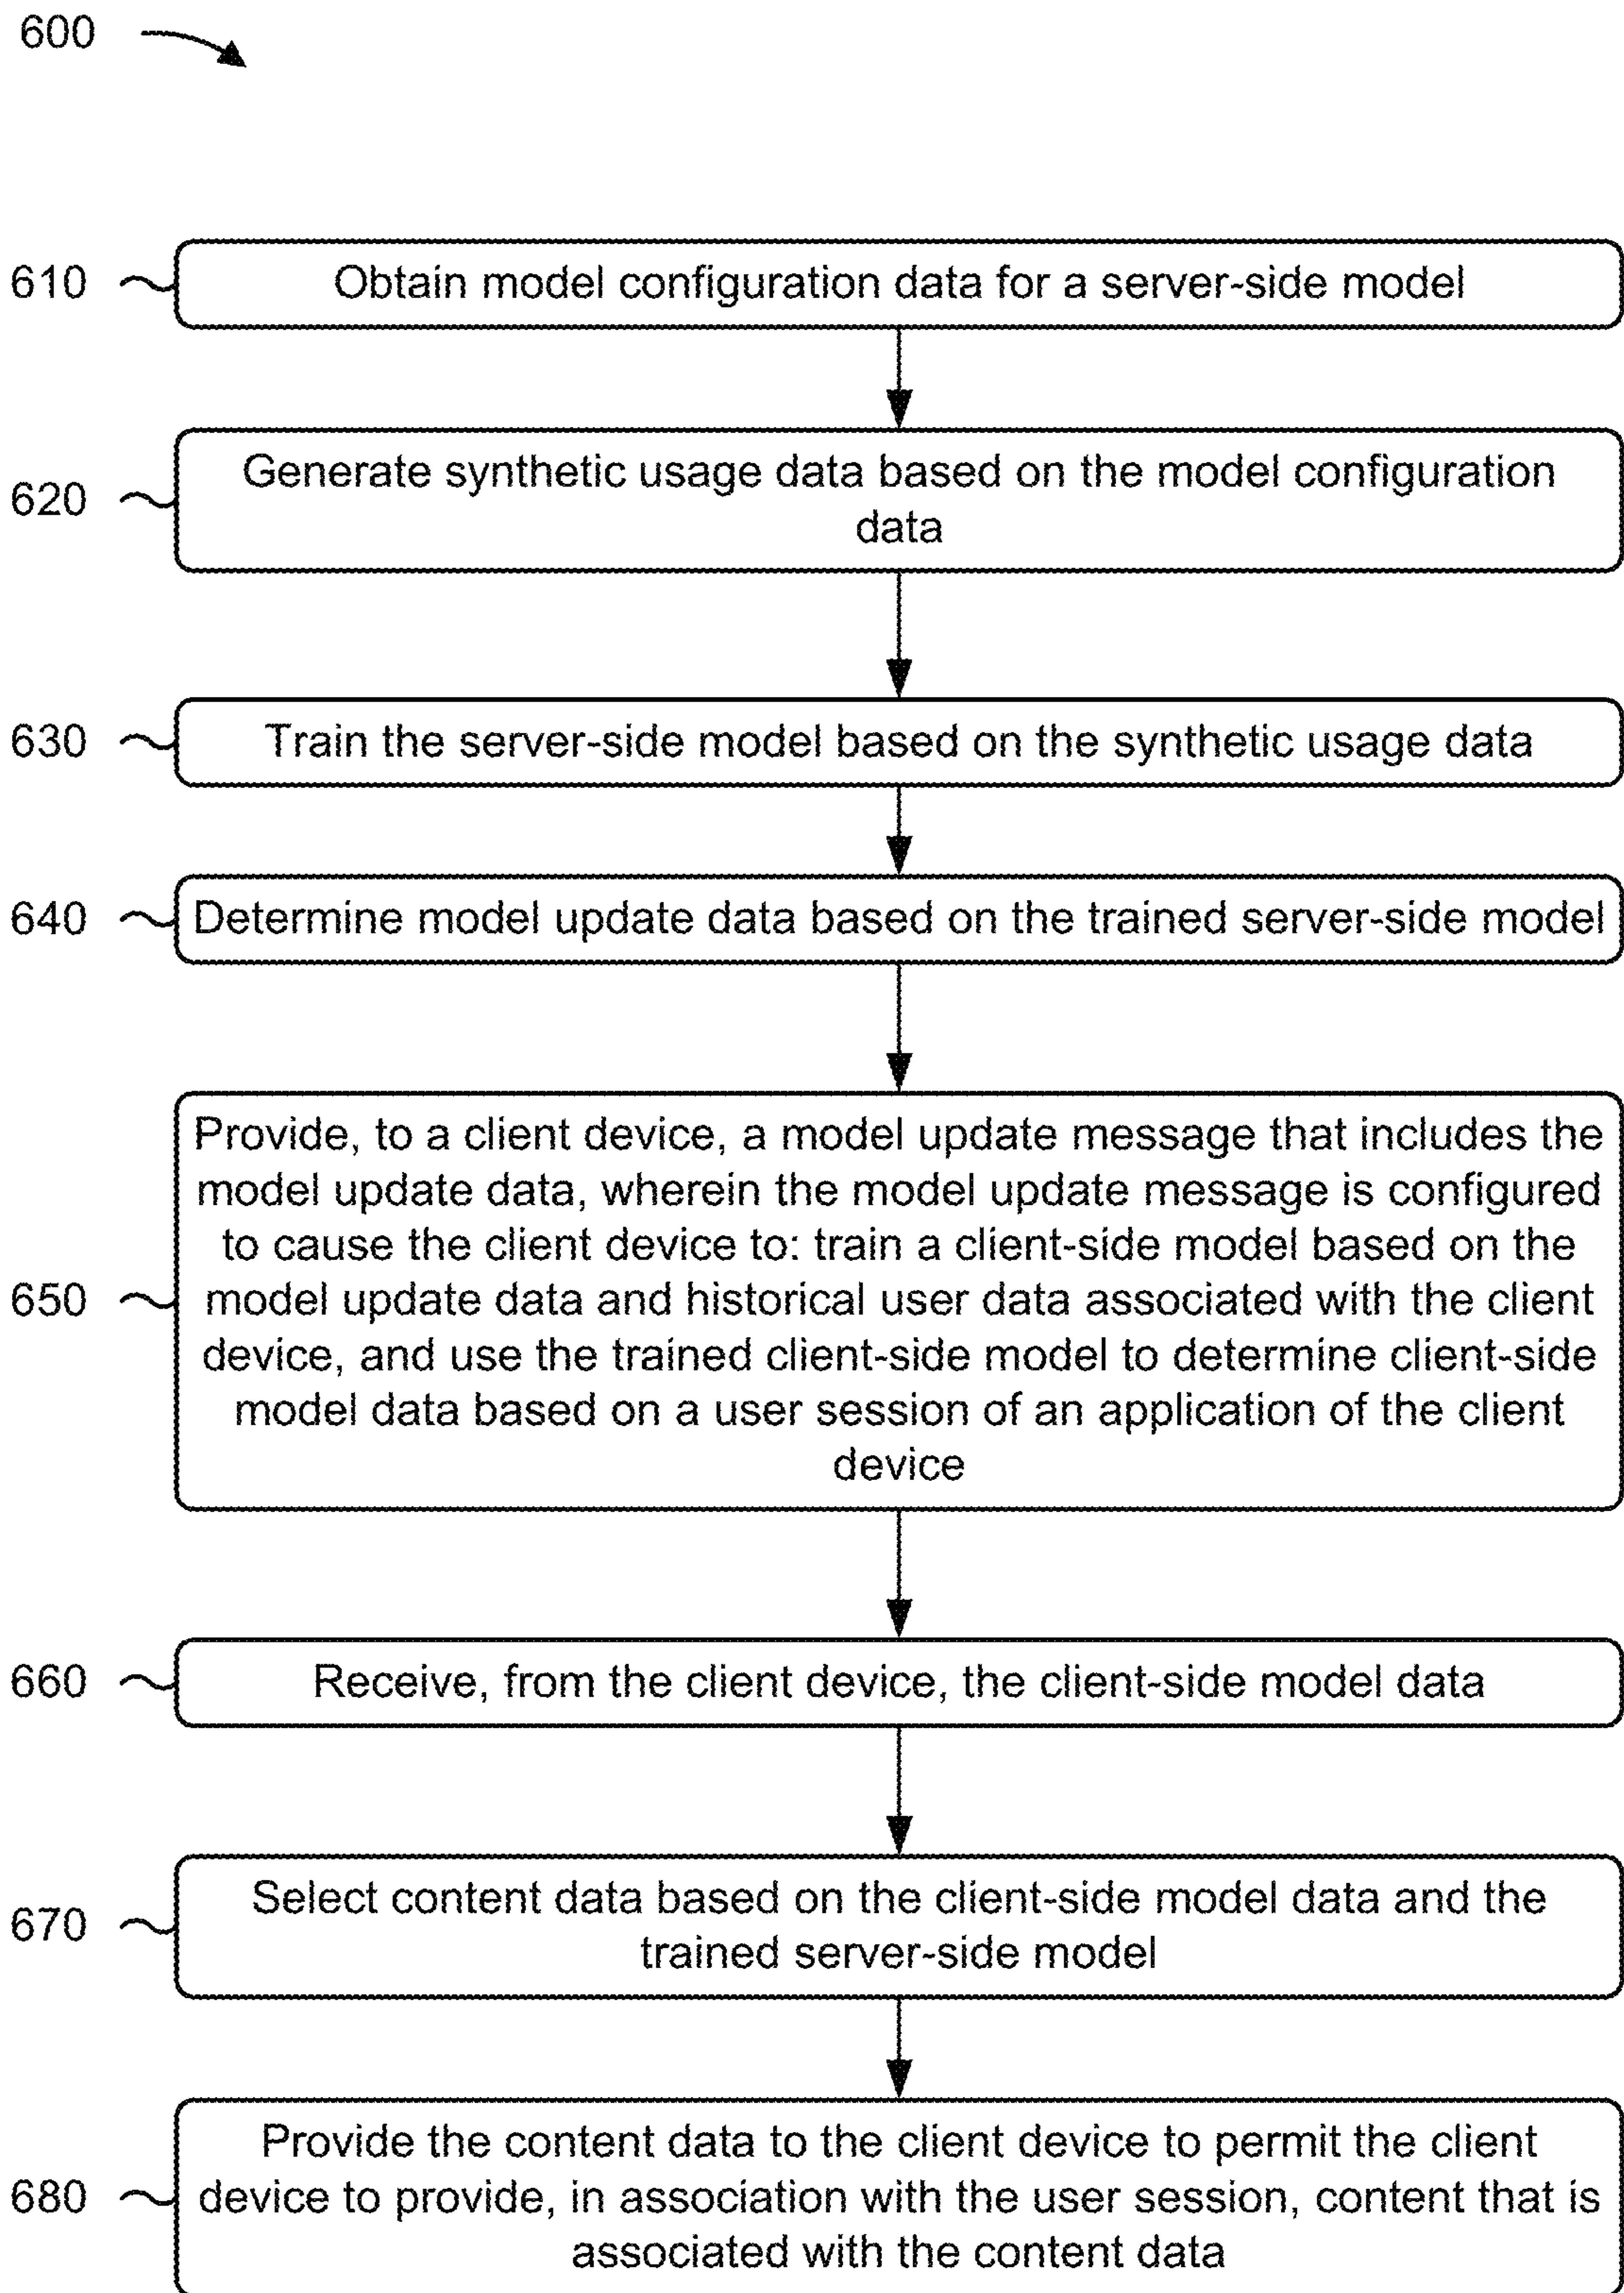 600
610
Obtain model configuration data for a server-side model
620
Generate synthetic usage data based on the model configuration
data
630
Train the server-side model based on the synthetic usage data
640
Determine model update data based on the trained server-side model
650
Provide, to a client device, a model update message that includes the
model update data, wherein the model update message is configured
to cause the client device to: train a client-side model based on the
model update data and historical user data associated with the client
device, and use the trained client-side model to determine client-side
model data based on a user session of an application of the client
device
660
Receive, from the client device, the client-side model data
670
Select content data based on the client-side model data and the
trained server-side model
680
Provide the content data to the client device to permit the client
device to provide, in association with the user session, content that is
associated with the content data